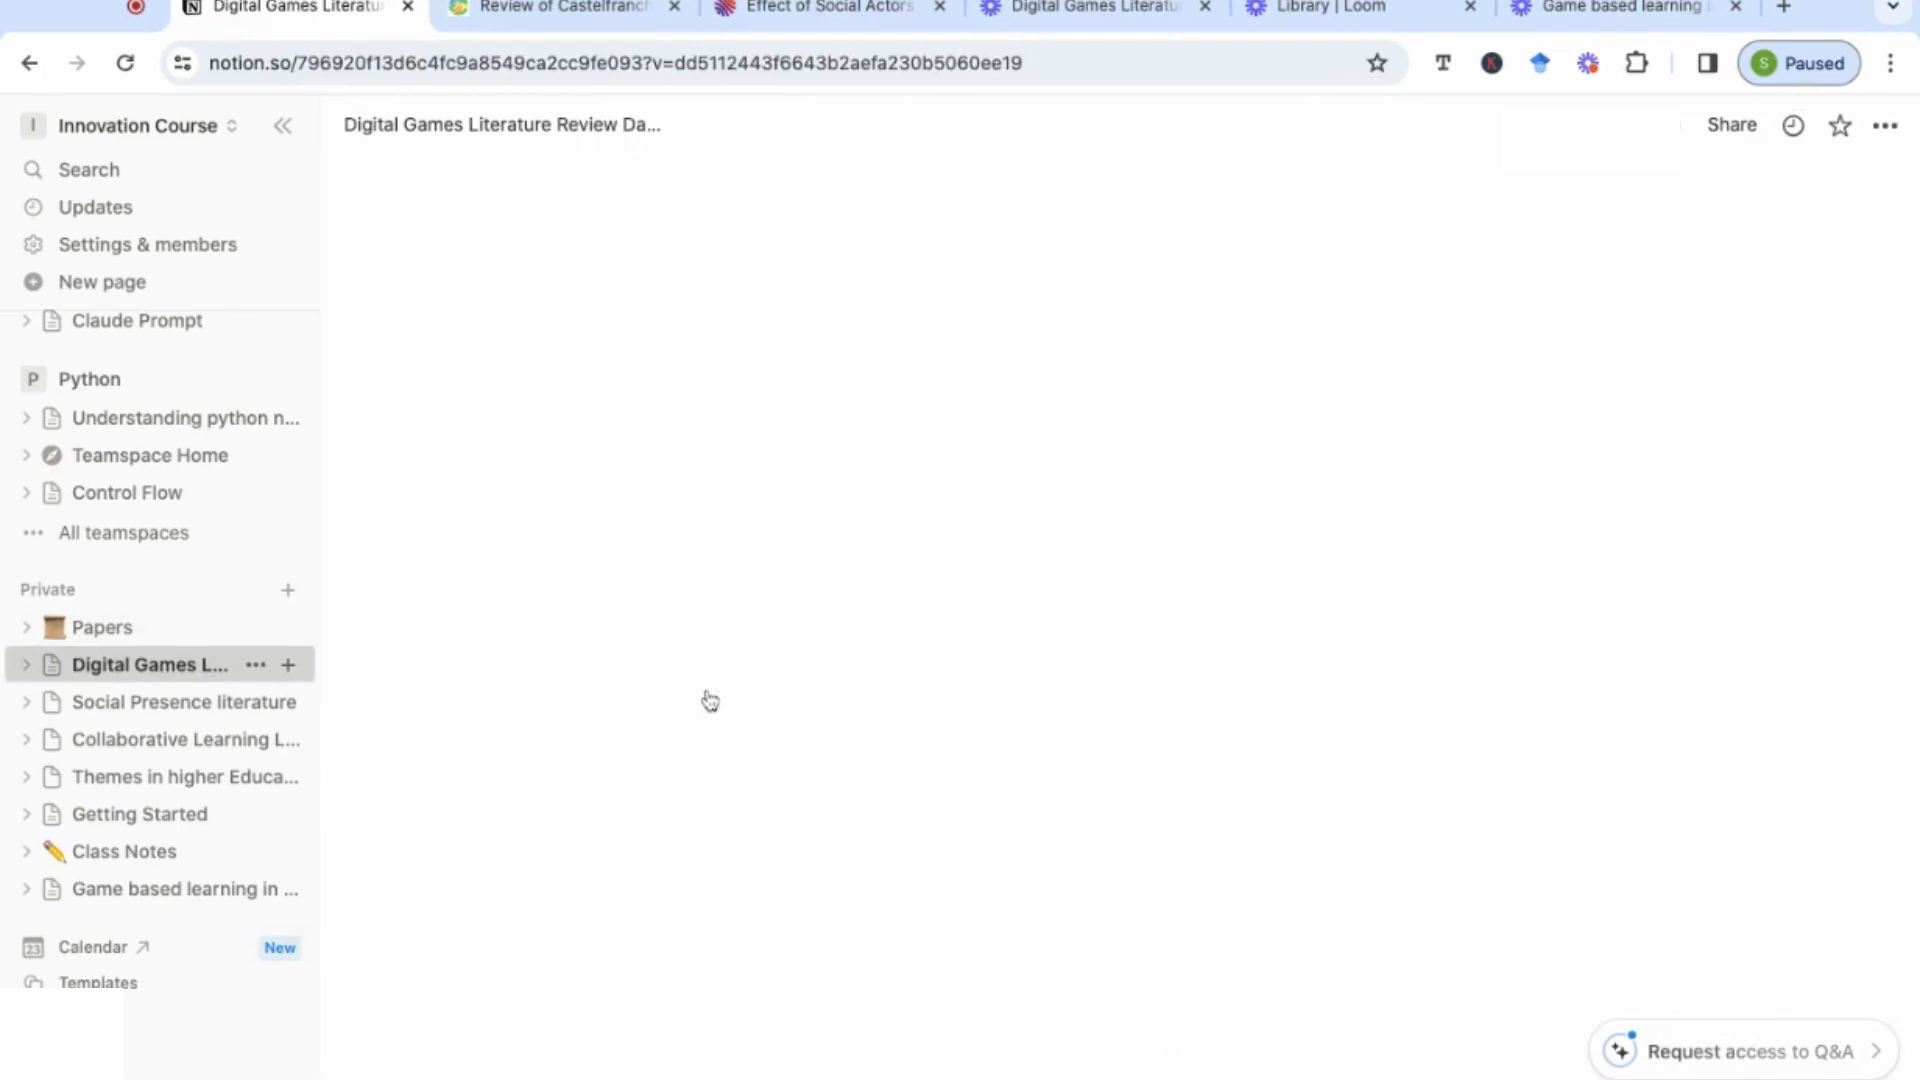 Digital Games Literatu
Review of Castelfranch
Effect of Social Actors
Digital Games Literatu
Library | Loom
Game based learning i
notion.so/796920f13d6c4fc9a8549ca2cc9fe093?v=dd5112443f6643b2aefa230b5060ee19
T
K
S Paused
I Innovation Course
Digital Games Literature Review Da...
Share
Search
Updates
Settings & members
New page
Claude Prompt
P Python
Understanding python n...
Teamspace Home
Control Flow
All teamspaces
Private
Papers
Digital Games L...
Social Presence literature
Collaborative Learning L...
Themes in higher Educa...
Getting Started
Class Notes
Game based learning in ...
23 Calendar New
Templates
Request access to Q&A